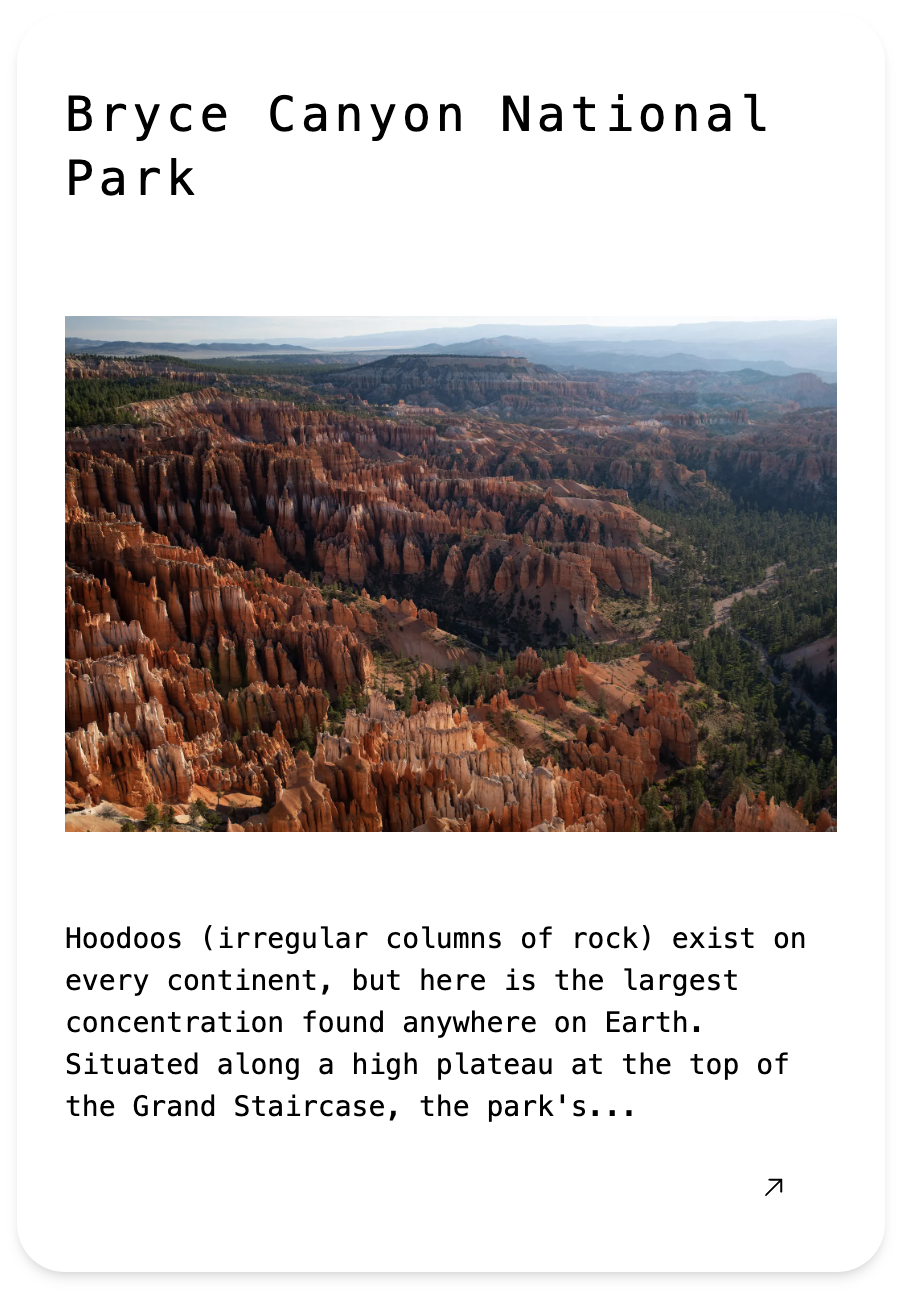 Bryce Canyon National
Park
Hoodoos (irregular columns of rock) exist on
every continent, but here is the largest
concentration found anywhere on Earth.
Situated along a high plateau at the top of
the Grand Staircase, the park's...